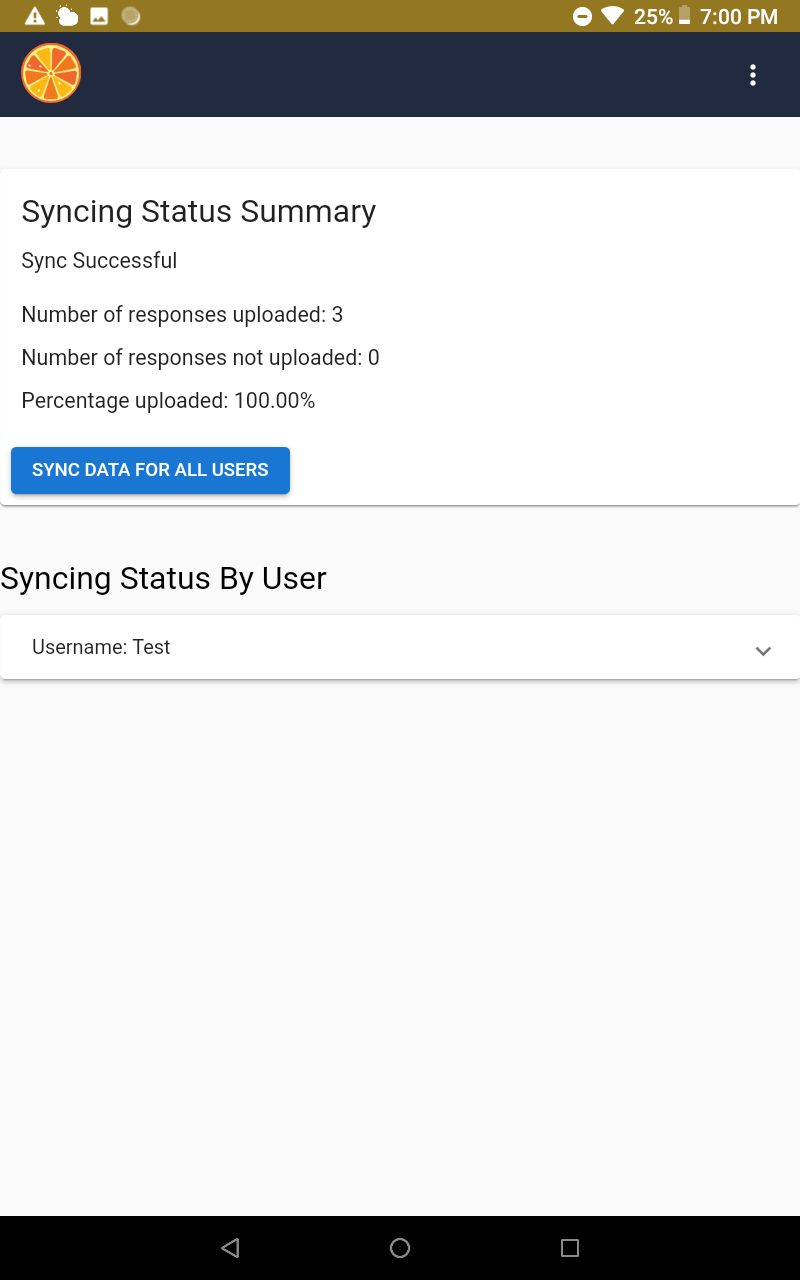 25% 7:00 PM
Syncing Status Summary
Sync Successful
Number of responses uploaded: 3
Number of responses not uploaded: 0
Percentage uploaded: 100.00%
SYNC DATA FOR ALL USERS
Syncing Status By User
Username: Test